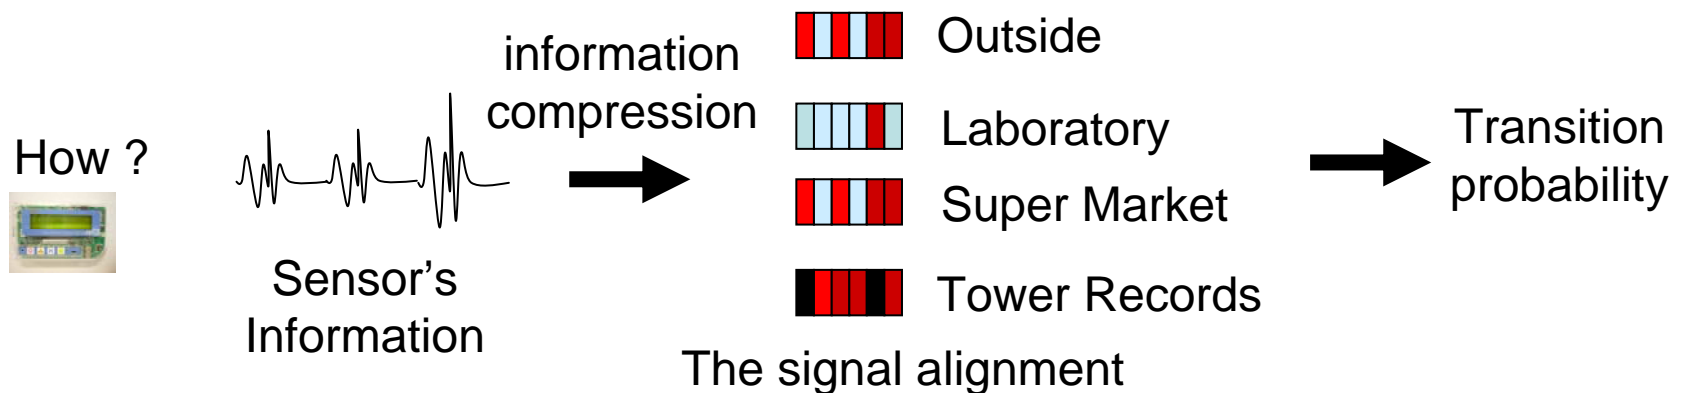 How ?
Sensor's
Information
information
compression
Outside
Laboratory
Super Market
Tower Records
The signal alignment
Transition
probability